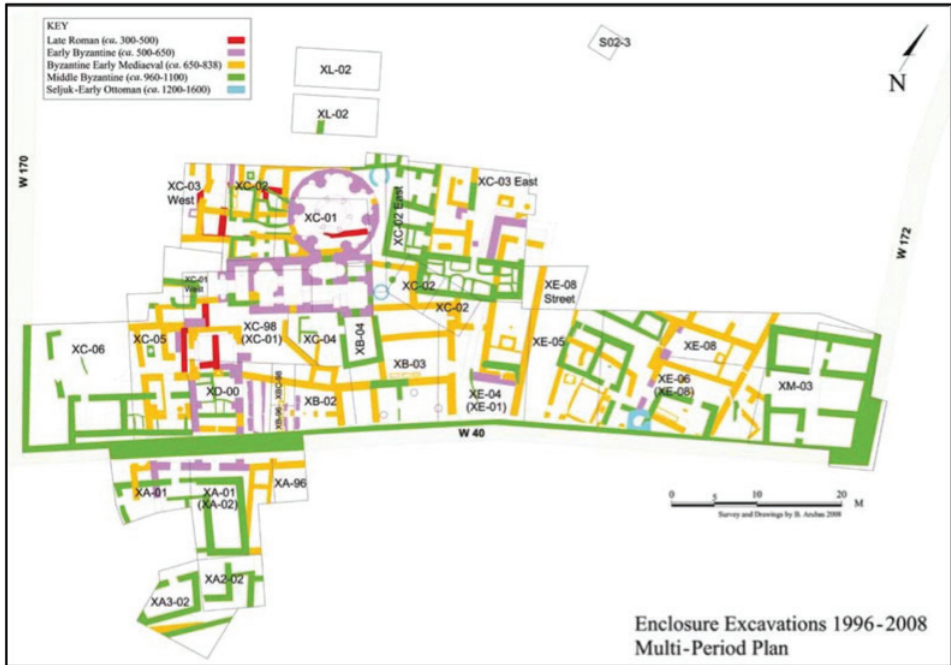 KEY
Late Roman (ca. 300-500)
Early Byzantine (ca. 500-650)
Byzantine Early Mediaeval (ca. 650-838)
Middle Byzantine (ca. 960-1100)
Seljuk-Early Ottoman (ca. 1200-1600)
S02-3
N
XL-02
XL-02
W 170
XC-03
West
XC-02
XC-01
XC-02 East
XC-03 East
W 172
XC-01
West
XC-02
XC-02
XE-08
Street
XC-06
XC-05
XC-98
(XC-01)
XC-04
XB-04
XB-03
XE-05
XE-08
XD-00
XB-96
XBC-98
XB-02
XE-04
(XE-01)
XE-06
(XE-08)
XM-03
W 40
XA-01
XA-01
(XA-02)
XA-96
XA2-02
XA3-02
0 5 10 20 M
Survey and Drawings by B. Arubas 2008
Enclosure Excavations 1996-2008
Multi-Period Plan